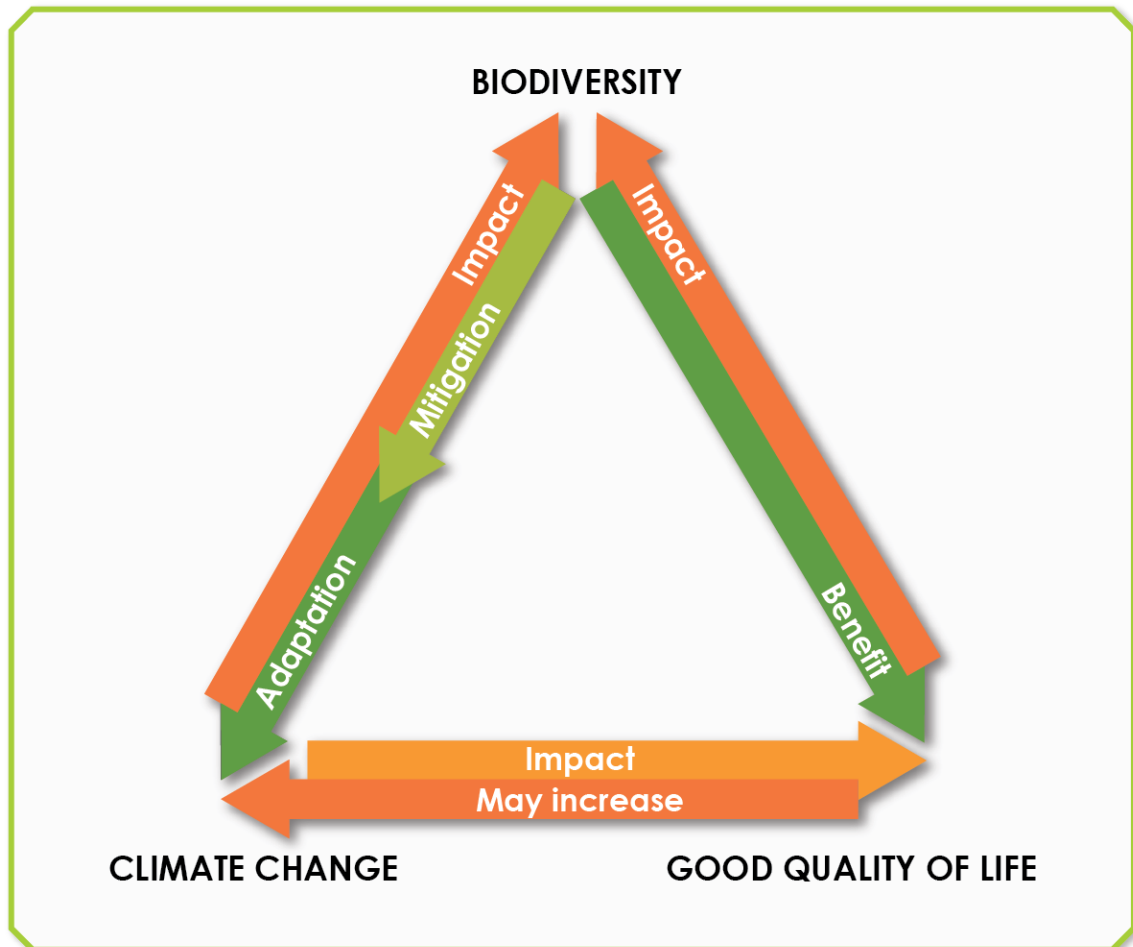 BIODIVERSITY
Impact
Impact
Mitigation
Adaptation
Benefit
Impact
May increase
CLIMATE CHANGE
GOOD QUALITY OF LIFE